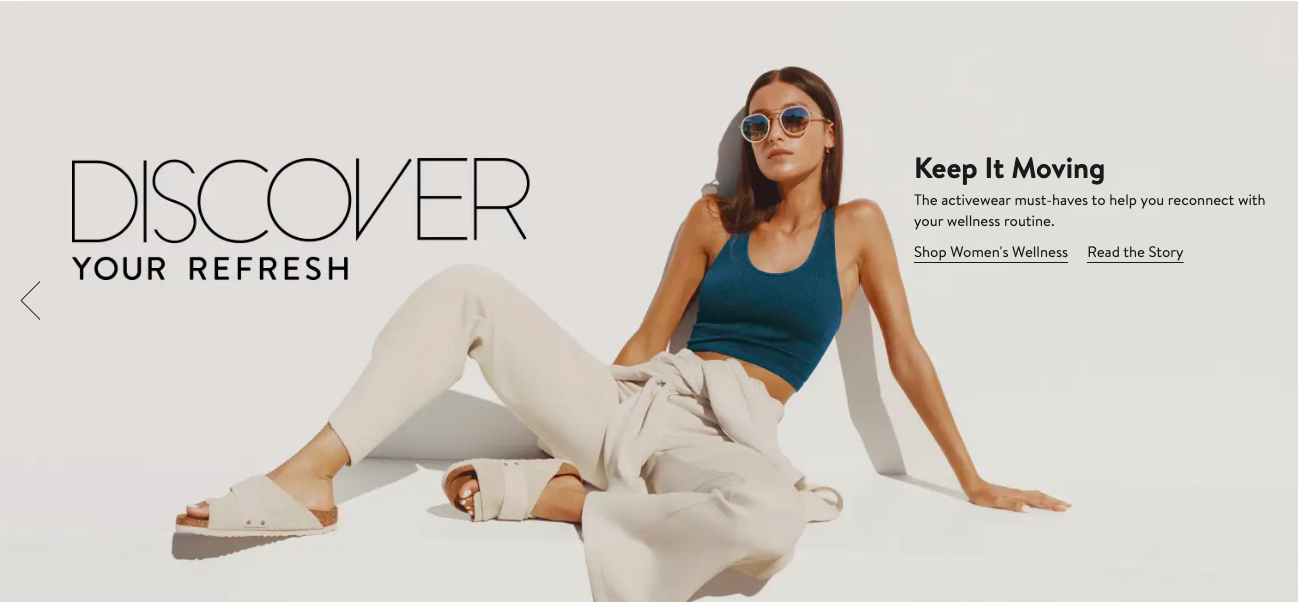 DISCOVER
YOUR REFRESH
Keep It Moving
The activewear must-haves to help you reconnect with
your wellness routine.
Shop Women's Wellness Read the Story